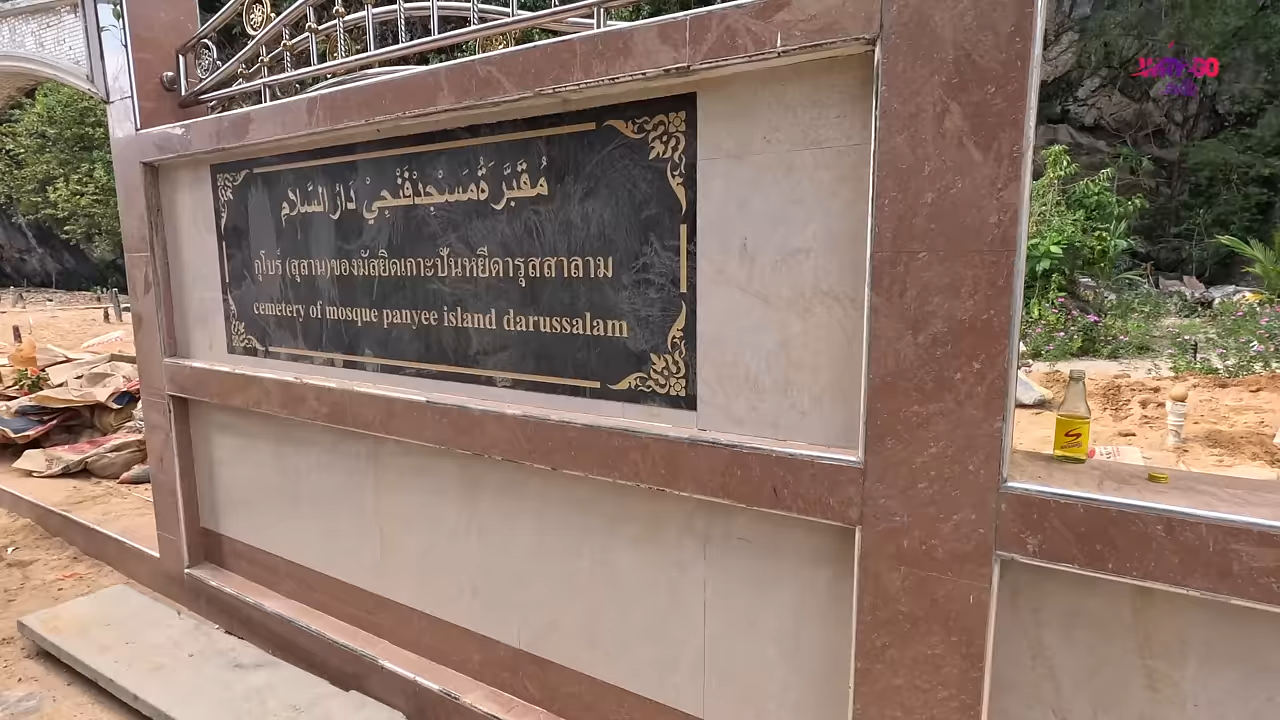 مُقَبَّرَةُ مَسْجِدْ فَنْجِيْ دَارُ السَّلَام
กุโบร์ (สุสาน)ของมัสยิดเกาะปันหยีดารุสสาลาม
cemetery of mosque panyee island darussalam